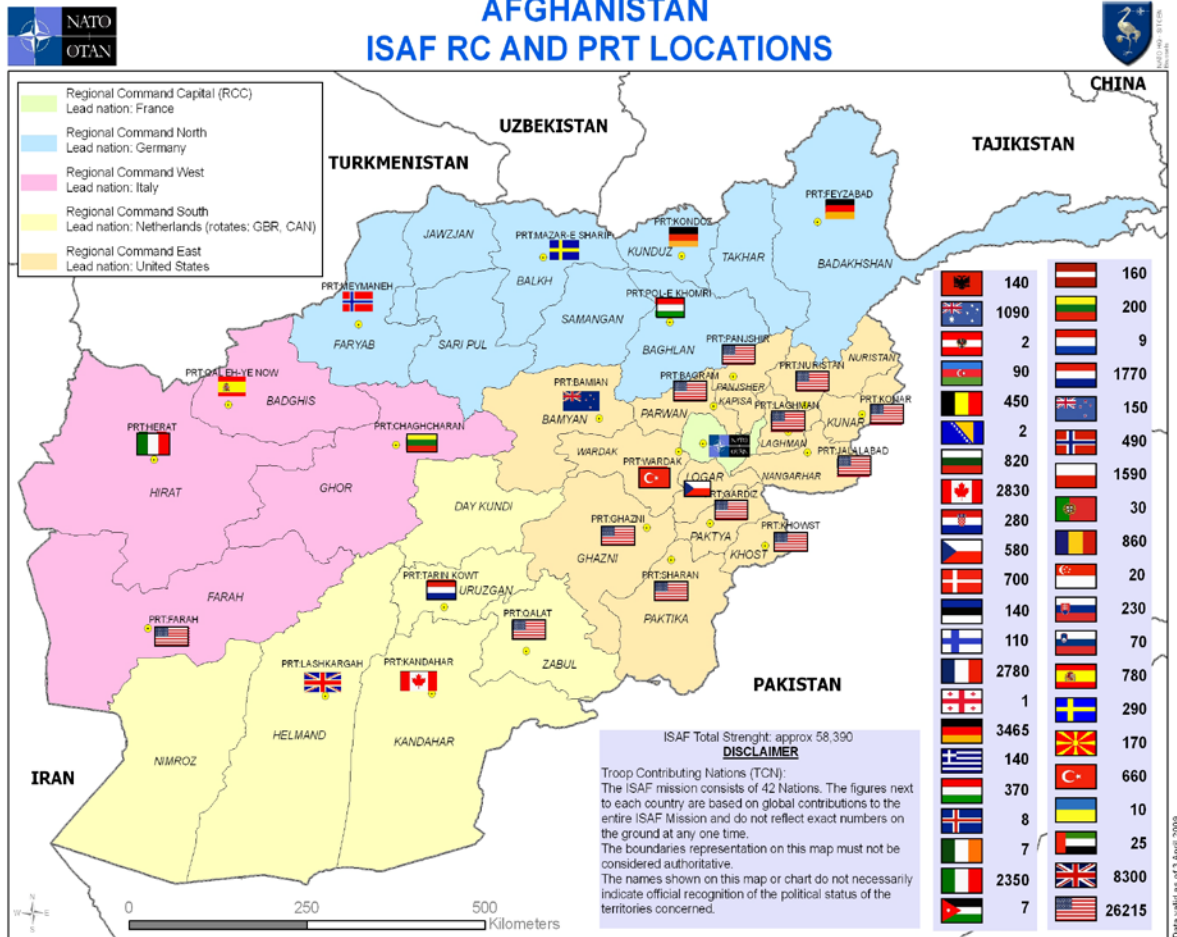 AFGHANISTAN
ISAF RC AND PRT LOCATIONS
NATO
OTAN
Regional Command Capital (RCC)
Lead nation: France
Regional Command North
Lead nation: Germany
Regional Command West
Lead nation: Italy
Regional Command South
Lead nation: Netherlands (rotates: GBR, CAN)
Regional Command East
Lead nation: United States
CHINA
UZBEKISTAN
TAJIKISTAN
TURKMENISTAN
PRT:FEYZABAD
PRT:KONDOZ
JAWZJAN
PRT:MAZAR-E SHARIF
KUNDUZ
TAKHAR
BADAKHSHAN
BALKH
PRT:MEYMANEH
PRT:POL-E KHOMRI
SAMANGAN
FARYAB
SARI PUL
BAGHLAN
PRT:PANJSHIR
NURISTAN
PRT:NURISTAN
PRT:QAL EH-YE NOW
PRT:BAMIAN
PRT:BAGRAM
PANJSHER
BADGHIS
KAPISA
PRT:LAGHMAN
PRT:KONAR
BAMYAN
PARWAN
KUNAR
PRT:HERAT
PRT:CHAGHCHARAN
NATO
OTAN
LAGHMAN
WARDAK
PRT:JALALABAD
PRT:WARDAK
LOGAR
NANGARHAR
HIRAT
GHOR
DAY KUNDI
PRT:GARDIZ
PRT:GHAZNI
PRT:KHOWST
PAKTYA
GHAZNI
KHOST
PRT:TARIN KOWT
URUZGAN
PRT:SHARAN
FARAH
PRT:QALAT
PAKTIKA
PRT:FARAH
PRT:LASHKARGAH
PRT:KANDAHAR
ZABUL
PAKISTAN
HELMAND
KANDAHAR
NIMROZ
IRAN
ISAF Total Strenght: approx 58,390
DISCLAIMER
Troop Contributing Nations (TCN):
The ISAF mission consists of 42 Nations. The figures next
to each country are based on global contributions to the
entire ISAF Mission and do not reflect exact numbers on
the ground at any one time.
The boundaries representation on this map must not be
considered authoritative.
The names shown on this map or chart do not necessarily
indicate official recognition of the political status of the
territories concerned.
0 250 500
Kilometers
N
W E
S
140
1090
2
90
450
2
820
2830
280
580
700
140
110
2780
1
3465
140
370
8
7
2350
7
160
200
9
1770
150
490
1590
30
860
20
230
70
780
290
170
660
10
25
8300
26215
Data valid as of